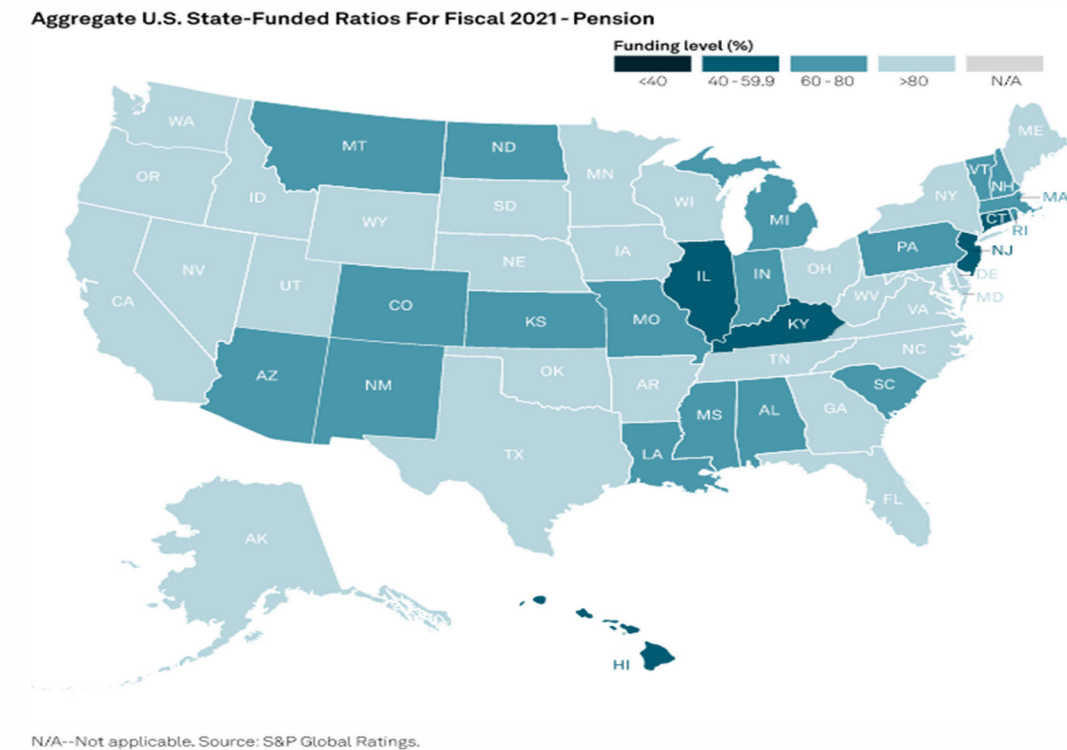 Aggregate U.S. State-Funded Ratios For Fiscal 2021 - Pension
Funding level (%)
<40 40 - 59.9 60 - 80 >80 N/A
WA
MT
ND
ME
OR
ID
MN
VT
NH
NY
MA
SD
WI
WY
MI
CT
RI
IA
PA
NJ
NE
NV
OH
IL
IN
DE
UT
MD
CA
CO
WV
VA
KS
MO
KY
NC
TN
OK
AZ
AR
NM
SC
MS
AL
GA
TX
LA
FL
AK
HI
N/A--Not applicable. Source: S&P Global Ratings.